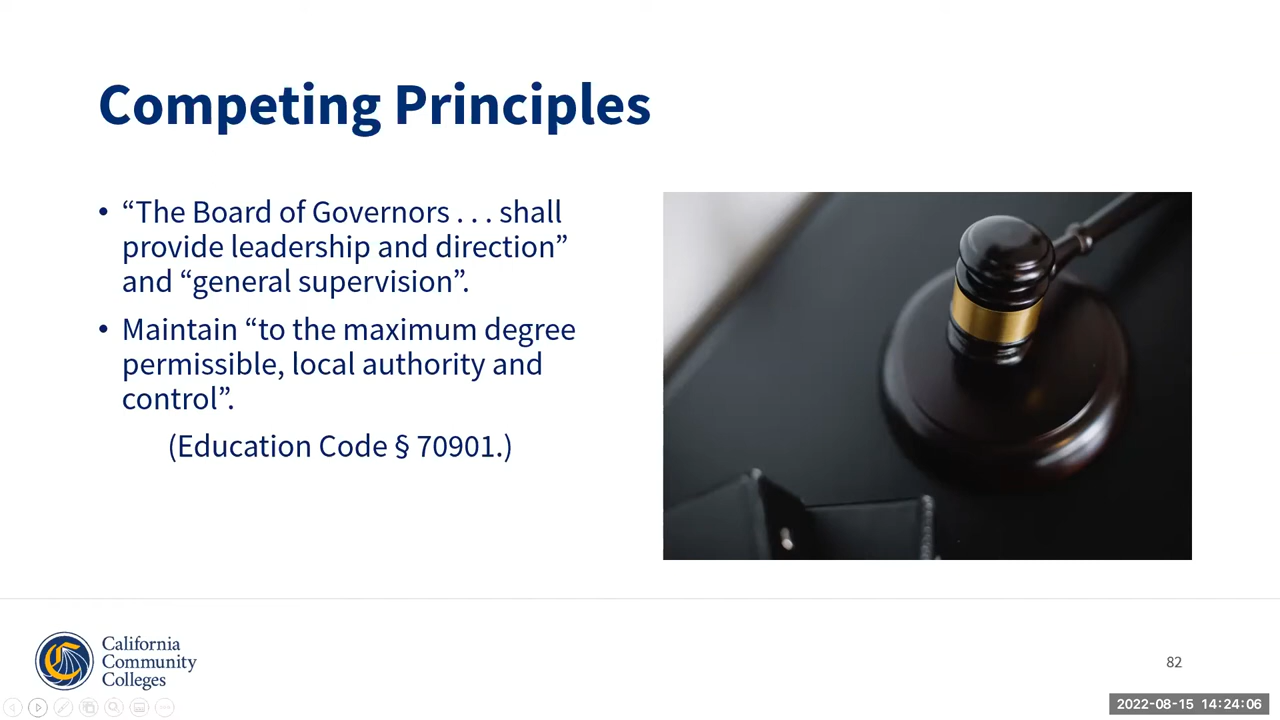 Competing Principles
• “The Board of Governors . . . shall
provide leadership and direction”
and “general supervision”.
• Maintain “to the maximum degree
permissible, local authority and
control”.
(Education Code § 70901.)
California
Community
Colleges
82
2022-08-15 14:24:06